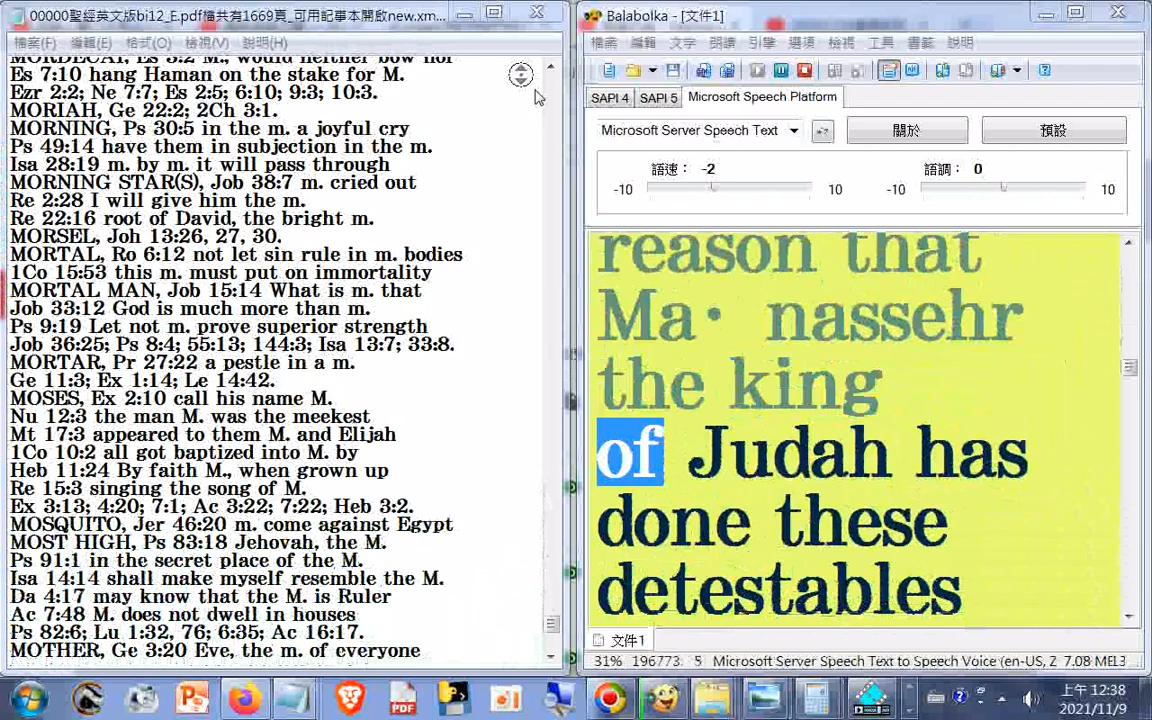 00000聖經英文版bi12_E.pdf檔共有1669頁_可用記事本開啟new.xm...
檔案(F) 編輯(E) 格式(O) 檢視(V) 說明(H)
MORDECAI, Es 3:2 M., would neither bow nor
Es 7:10 hang Haman on the stake for M.
Ezr 2:2; Ne 7:7; Es 2:5; 6:10; 9:3; 10:3.
MORIAH, Ge 22:2; 2Ch 3:1.
MORNING, Ps 30:5 in the m. a joyful cry
Ps 49:14 have them in subjection in the m.
Isa 28:19 m. by m. it will pass through
MORNING STAR(S), Job 38:7 m. cried out
Re 2:28 I will give him the m.
Re 22:16 root of David, the bright m.
MORSEL, Joh 13:26, 27, 30.
MORTAL, Ro 6:12 not let sin rule in m. bodies
1Co 15:53 this m. must put on immortality
MORTAL MAN, Job 15:14 What is m. that
Job 33:12 God is much more than m.
Ps 9:19 Let not m. prove superior strength
Job 36:25; Ps 8:4; 55:13; 144:3; Isa 13:7; 33:8.
MORTAR, Pr 27:22 a pestle in a m.
Ge 11:3; Ex 1:14; Le 14:42.
MOSES, Ex 2:10 call his name M.
Nu 12:3 the man M. was the meekest
Mt 17:3 appeared to them M. and Elijah
1Co 10:2 all got baptized into M. by
Heb 11:24 By faith M., when grown up
Re 15:3 singing the song of M.
Ex 3:13; 4:20; 7:1; Ac 3:22; 7:22; Heb 3:2.
MOSQUITO, Jer 46:20 m. come against Egypt
MOST HIGH, Ps 83:18 Jehovah, the M.
Ps 91:1 in the secret place of the M.
Isa 14:14 shall make myself resemble the M.
Da 4:17 may know that the M. is Ruler
Ac 7:48 M. does not dwell in houses
Ps 82:6; Lu 1:32, 76; 6:35; Ac 16:17.
MOTHER, Ge 3:20 Eve, the m. of everyone
Balabolka - [文件1]
檔案 編輯 文字 朗讀 引擎 選項 檢視 工具 書籤 說明
SAPI 4 SAPI 5 Microsoft Speech Platform
Microsoft Server Speech Text 關於 預設
語速： -2 語調： 0
-10 10 -10 10
reason that
Ma· nassehr
the king
of Judah has
done these
detestables
文件1
31% 196773: 5 Microsoft Server Speech Text to Speech Voice (en-US, Z 7.08 МЕ
上午 12:38
2021/11/9